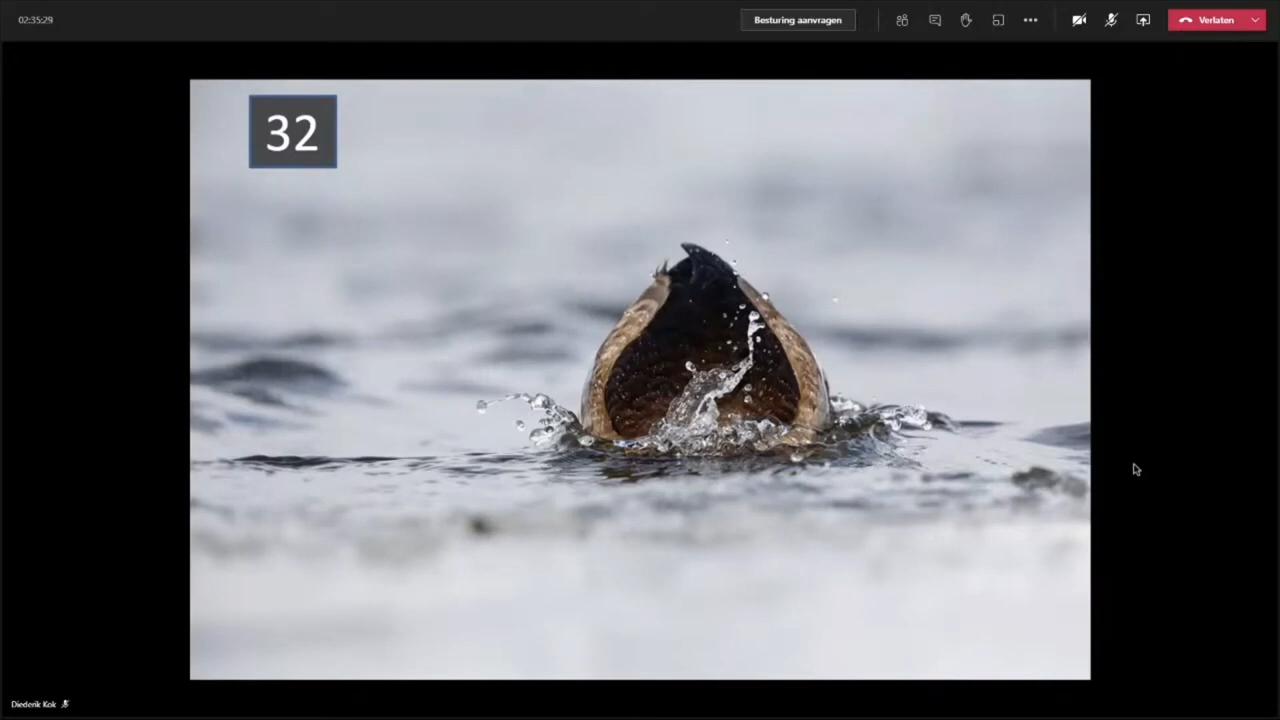 02:35:29
Besturing aanvragen
Verlaten
32
Diederik Kok